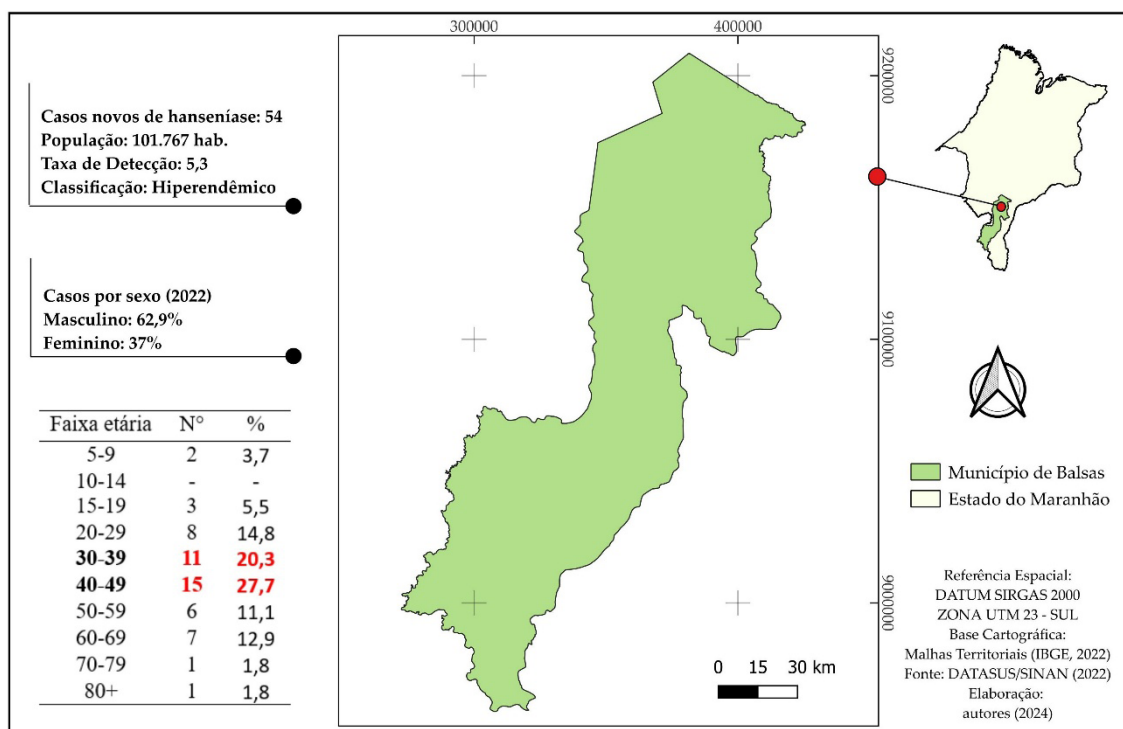 300000
400000
9200000
9100000
9000000
Casos novos de hanseníase: 54
População: 101.767 hab.
Taxa de Detecção: 5,3
Classificação: Hiperendêmico
Casos por sexo (2022)
Masculino: 62,9%
Feminino: 37%
Faixa etária N° %
5-9 2 3,7
10-14 - -
15-19 3 5,5
20-29 8 14,8
30-39 11 20,3
40-49 15 27,7
50-59 6 11,1
60-69 7 12,9
70-79 1 1,8
80+ 1 1,8
0 15 30 km
Município de Balsas
Estado do Maranhão
Referência Espacial:
DATUM SIRGAS 2000
ZONA UTM 23 - SUL
Base Cartográfica:
Malhas Territoriais (IBGE, 2022)
Fonte: DATASUS/SINAN (2022)
Elaboração:
autores (2024)